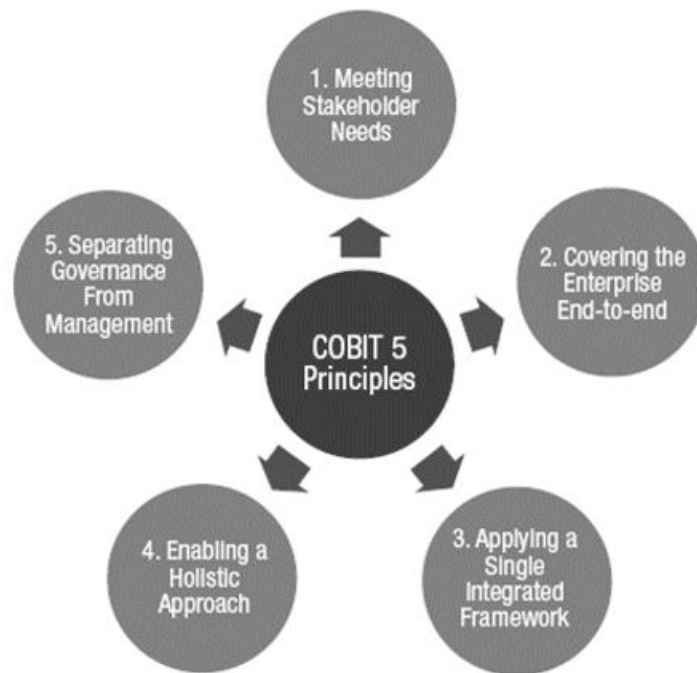 1. Meeting
Stakeholder
Needs
5. Separating
Governance
From
Management
2. Covering the
Enterprise
End-to-end
COBIT 5
Principles
4. Enabling a
Holistic
Approach
3. Applying a
Single
Integrated
Framework